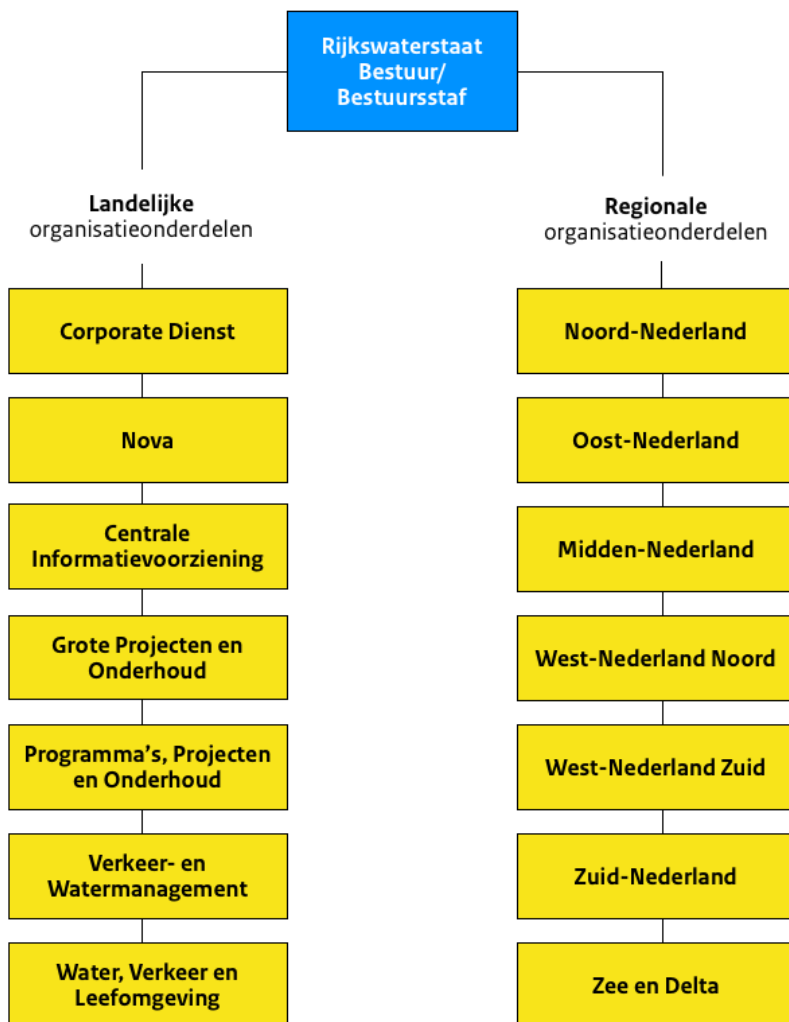 Rijkswaterstaat
Bestuur/
Bestuursstaf
Landelijke
organisatieonderdelen
Corporate Dienst
Nova
Centrale
Informatievoorziening
Grote Projecten en
Onderhoud
Programma's, Projecten
en Onderhoud
Verkeer- en
Watermanagement
Water, Verkeer en
Leefomgeving
Regionale
organisatieonderdelen
Noord-Nederland
Oost-Nederland
Midden-Nederland
West-Nederland Noord
West-Nederland Zuid
Zuid-Nederland
Zee en Delta